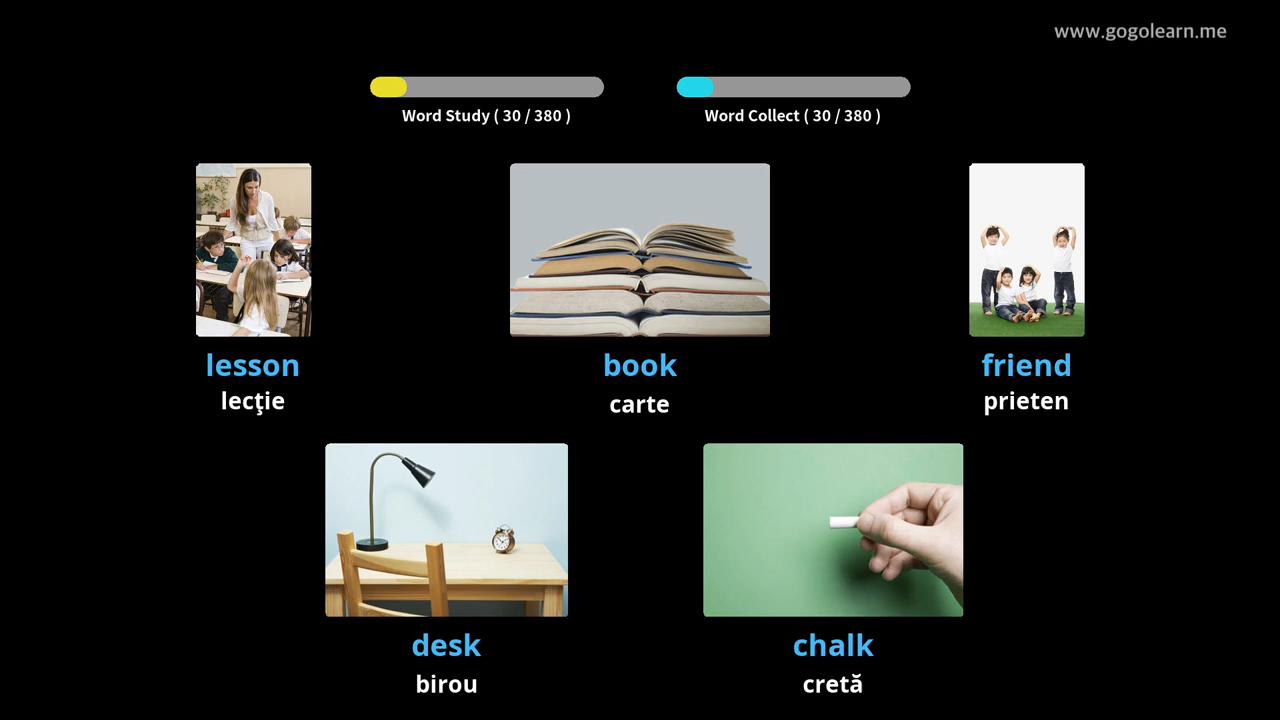 www.gogolearn.me
Word Study ( 30 / 380 )
Word Collect ( 30 / 380 )
lesson
lecţie
book
carte
friend
prieten
desk
birou
chalk
cretă